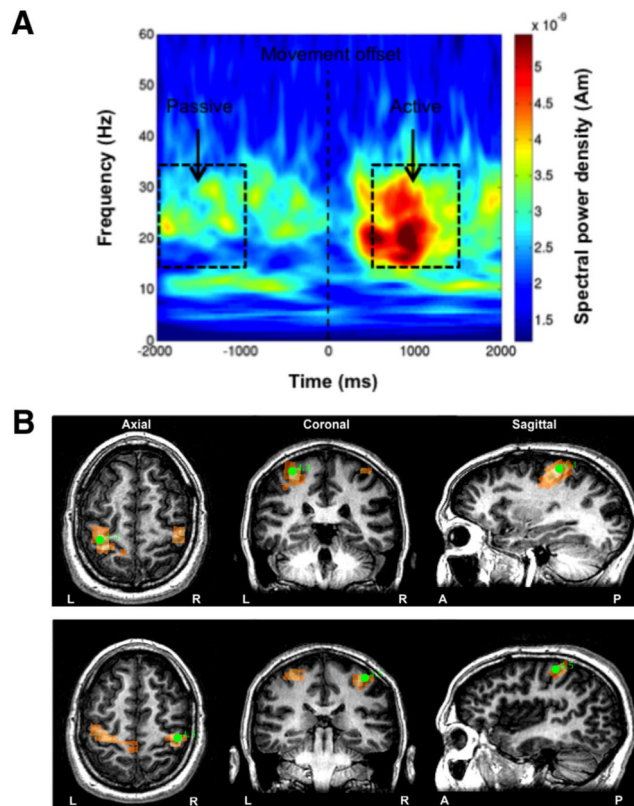 A
x 10⁻⁹
60
50
40
30
20
10
0
Frequency (Hz)
Movement offset
Passive
Active
-2000
-1000
0
1000
2000
Time (ms)
5
4.5
4
3.5
3
2.5
2
1.5
Spectral power density (Am)
B
Axial
Coronal
Sagittal
L
R
L
R
A
P
L
R
L
R
A
P